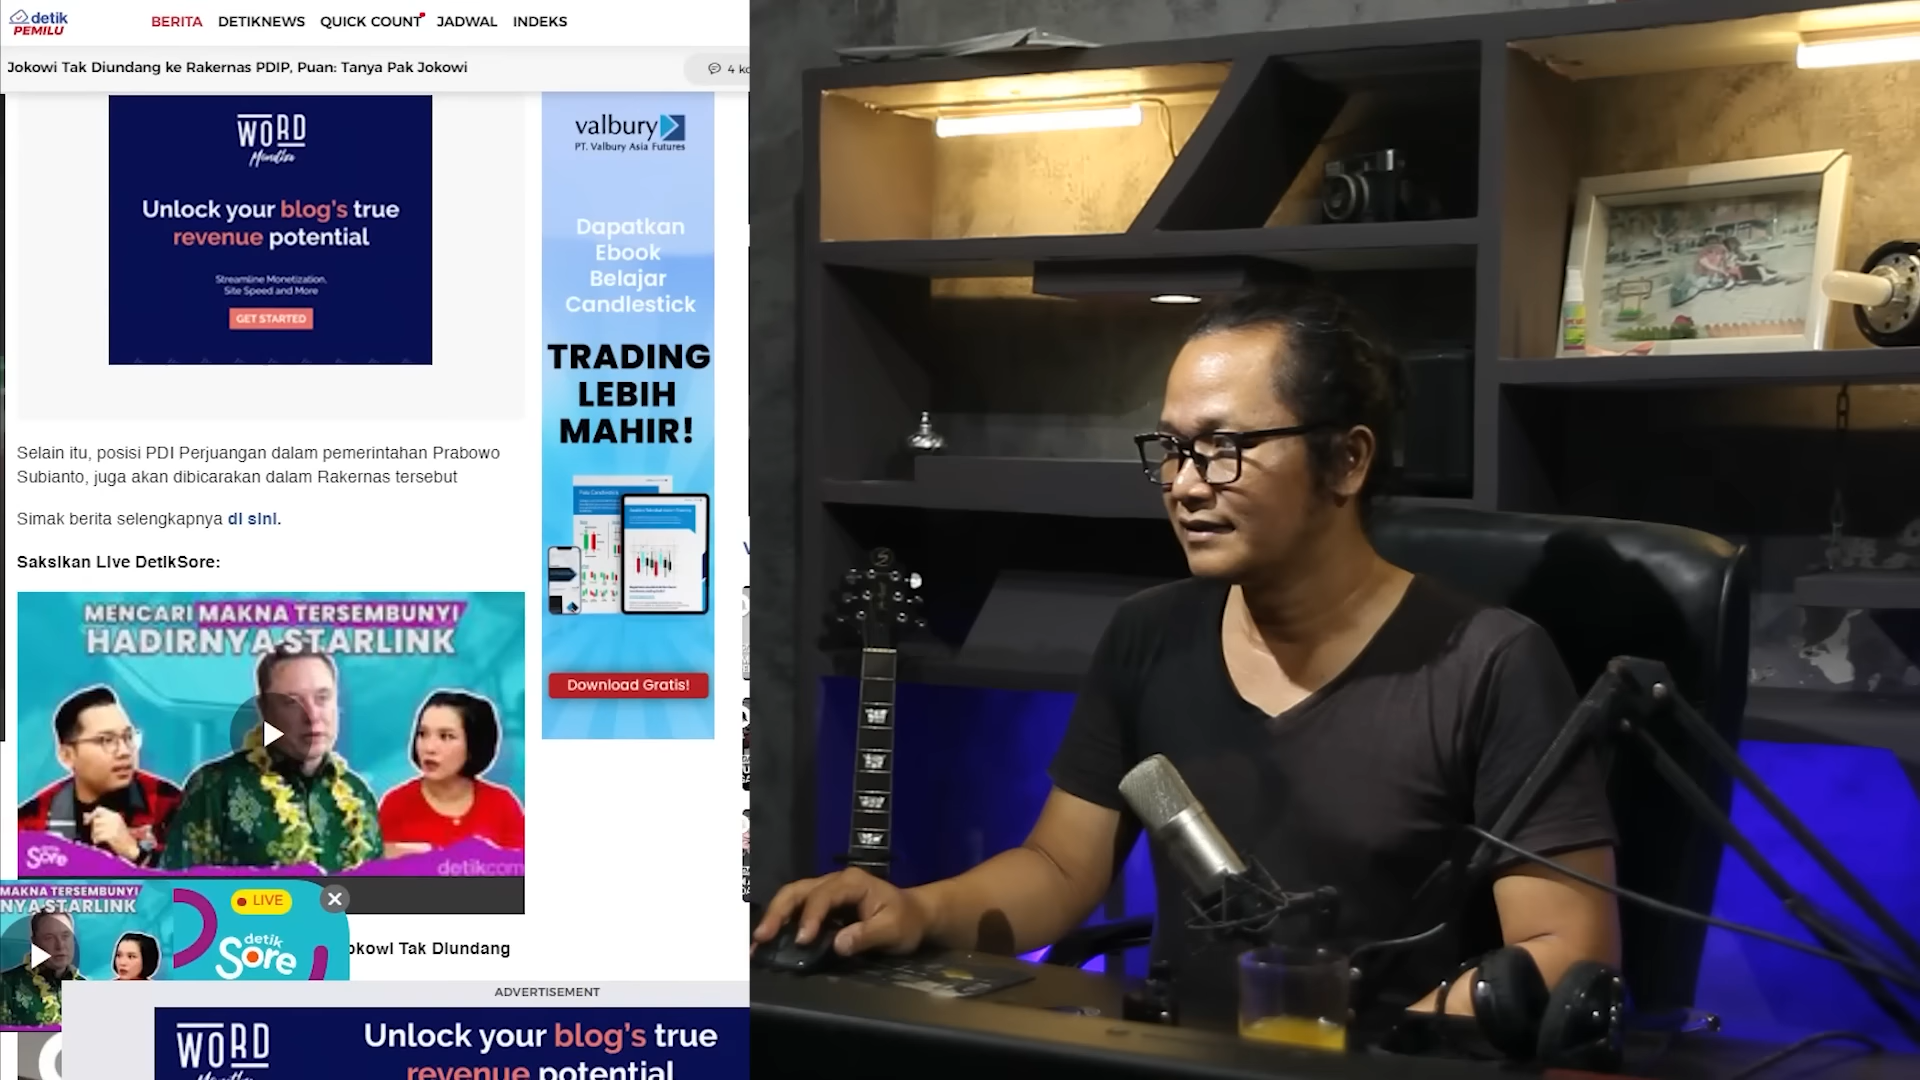 detik
PEMILU
BERITA DETIKNEWS QUICK COUNT JADWAL INDEKS
Jokowi Tak Diundang ke Rakernas PDIP, Puan: Tanya Pak Jokowi
4
WORD
Mendka
Unlock your blog's true
revenue potential
Streamline Monetization,
Site Speed and More
GET STARTED
valbury
PT. Valbury Asia Futures
Dapatkan
Ebook
Belajar
Candlestick
TRADING
LEBIH
MAHIR!
Download Gratis!
Selain itu, posisi PDI Perjuangan dalam pemerintahan Prabowo
Subianto, juga akan dibicarakan dalam Rakernas tersebut
Simak berita selengkapnya di sini.
Saksikan Live DetikSore:
MENCARI MAKNA TERSEMBUNYI
HADIRNYA STARLINK
Sore
detikcom
MAKNA TERSEMBUNYI
NYA STARLINK
LIVE
detik
Sore
okowi Tak Diundang
ADVERTISEMENT
WORD
Unlock your blog's true
revenue potential